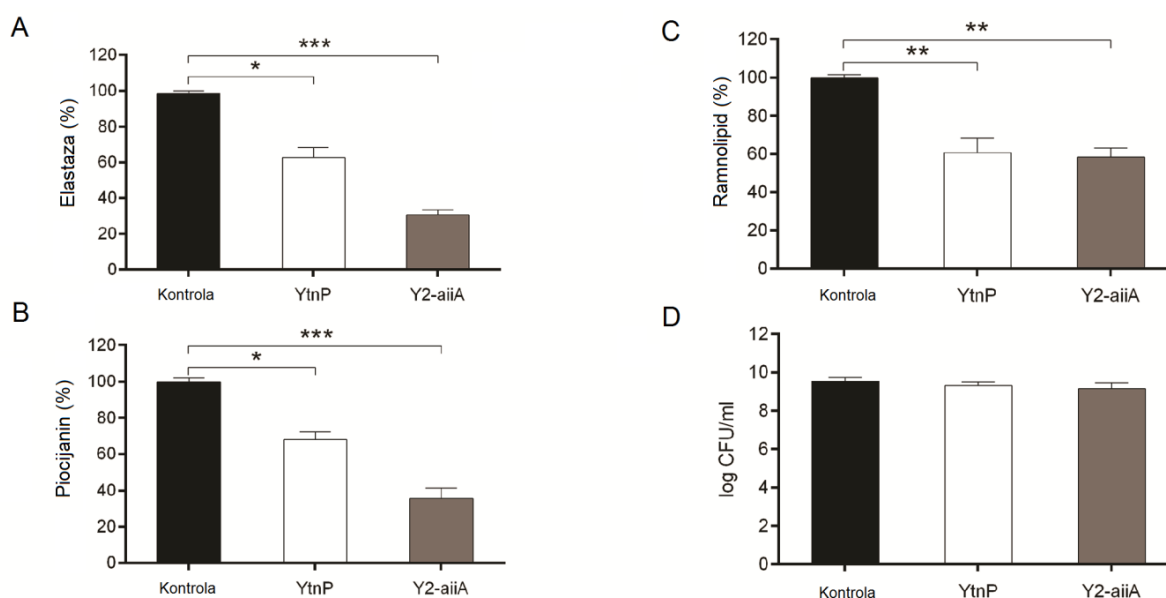 A
***
*
Elastaza (%)
120
100
80
60
40
20
0
Kontrola YtnP Y2-aiiA
B
***
*
Piocijanin (%)
120
100
80
60
40
20
0
Kontrola YtnP Y2-aiiA
C
**
**
Ramnolipid (%)
120
100
80
60
40
20
0
Kontrola YtnP Y2-aiiA
D
log CFU/ml
12
10
8
6
4
2
0
Kontrola YtnP Y2-aiiA